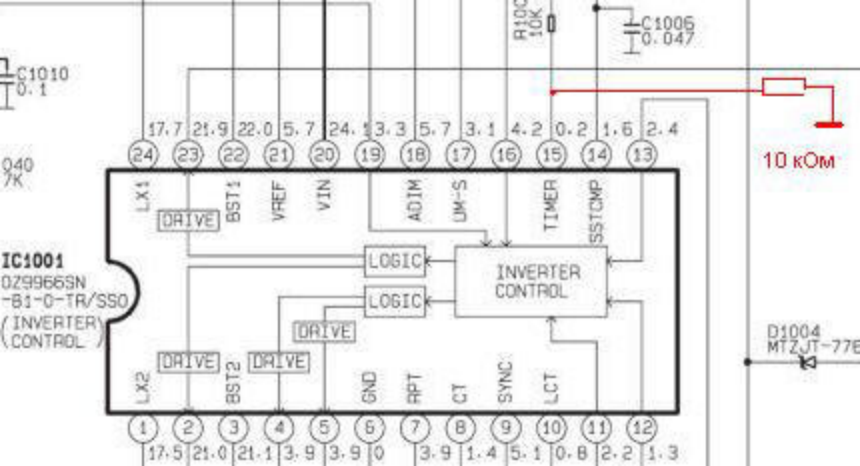 R100
10K
C1006
0.047
C1010
0.1
17.7 21.9 22.0 5.7 24.1 3.3 5.7 3.1 4.2 0.2 1.6 2.4
24 23 22 21 20 19 18 17 16 15 14 13
10 кОм
040
7K
LX1 BST1 VREF VIN ADIM UM-S TIMER SSTCMP
DRIVE
LOGIC
INVERTER
CONTROL
IC1001
OZ9966SN
-B1-0-TR/SSO
(INVERTER
CONTROL)
LOGIC
DRIVE
D1004
MTZJT-77B
DRIVE DRIVE
LX2 BST2 GND RPT CT SYNC LCT
1 2 3 4 5 6 7 8 9 10 11 12
17.5 21.0 21.1 3.9 3.9 0 3.9 1.4 5.1 0.8 2.2 1.3